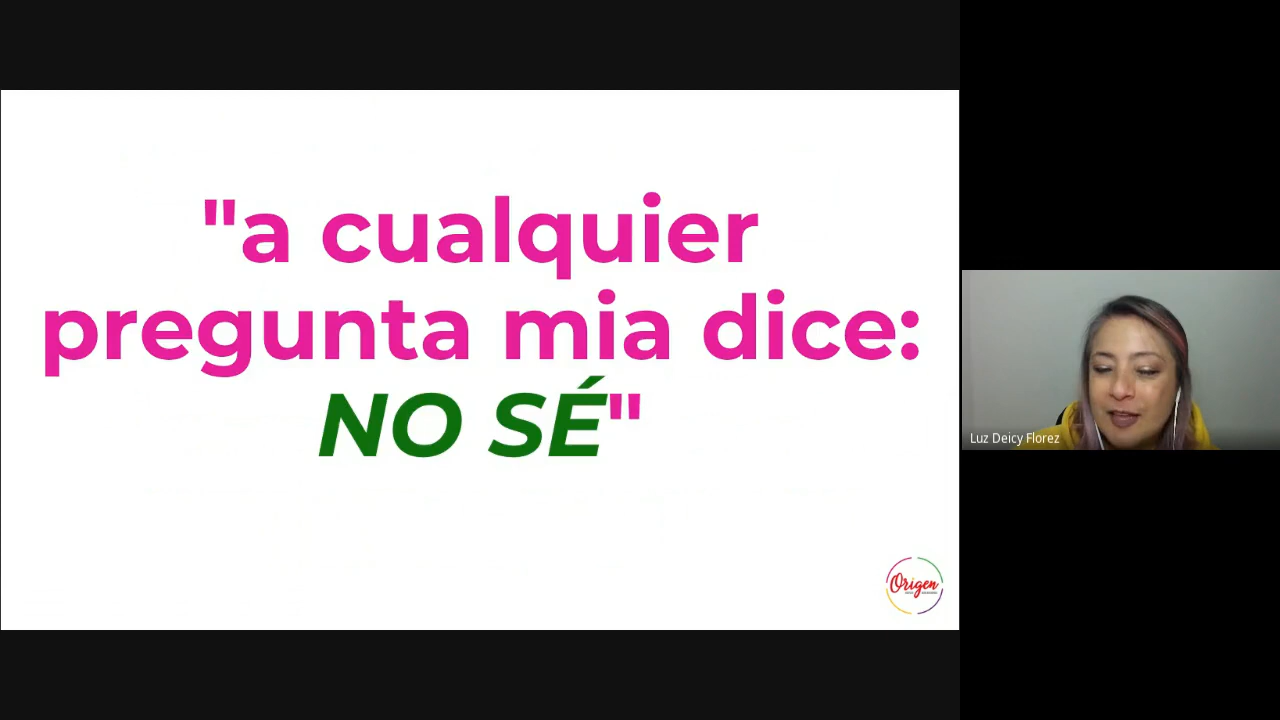 "a cualquier
pregunta mia dice:
NO SÉ"
Origen
Luz Deicy Florez